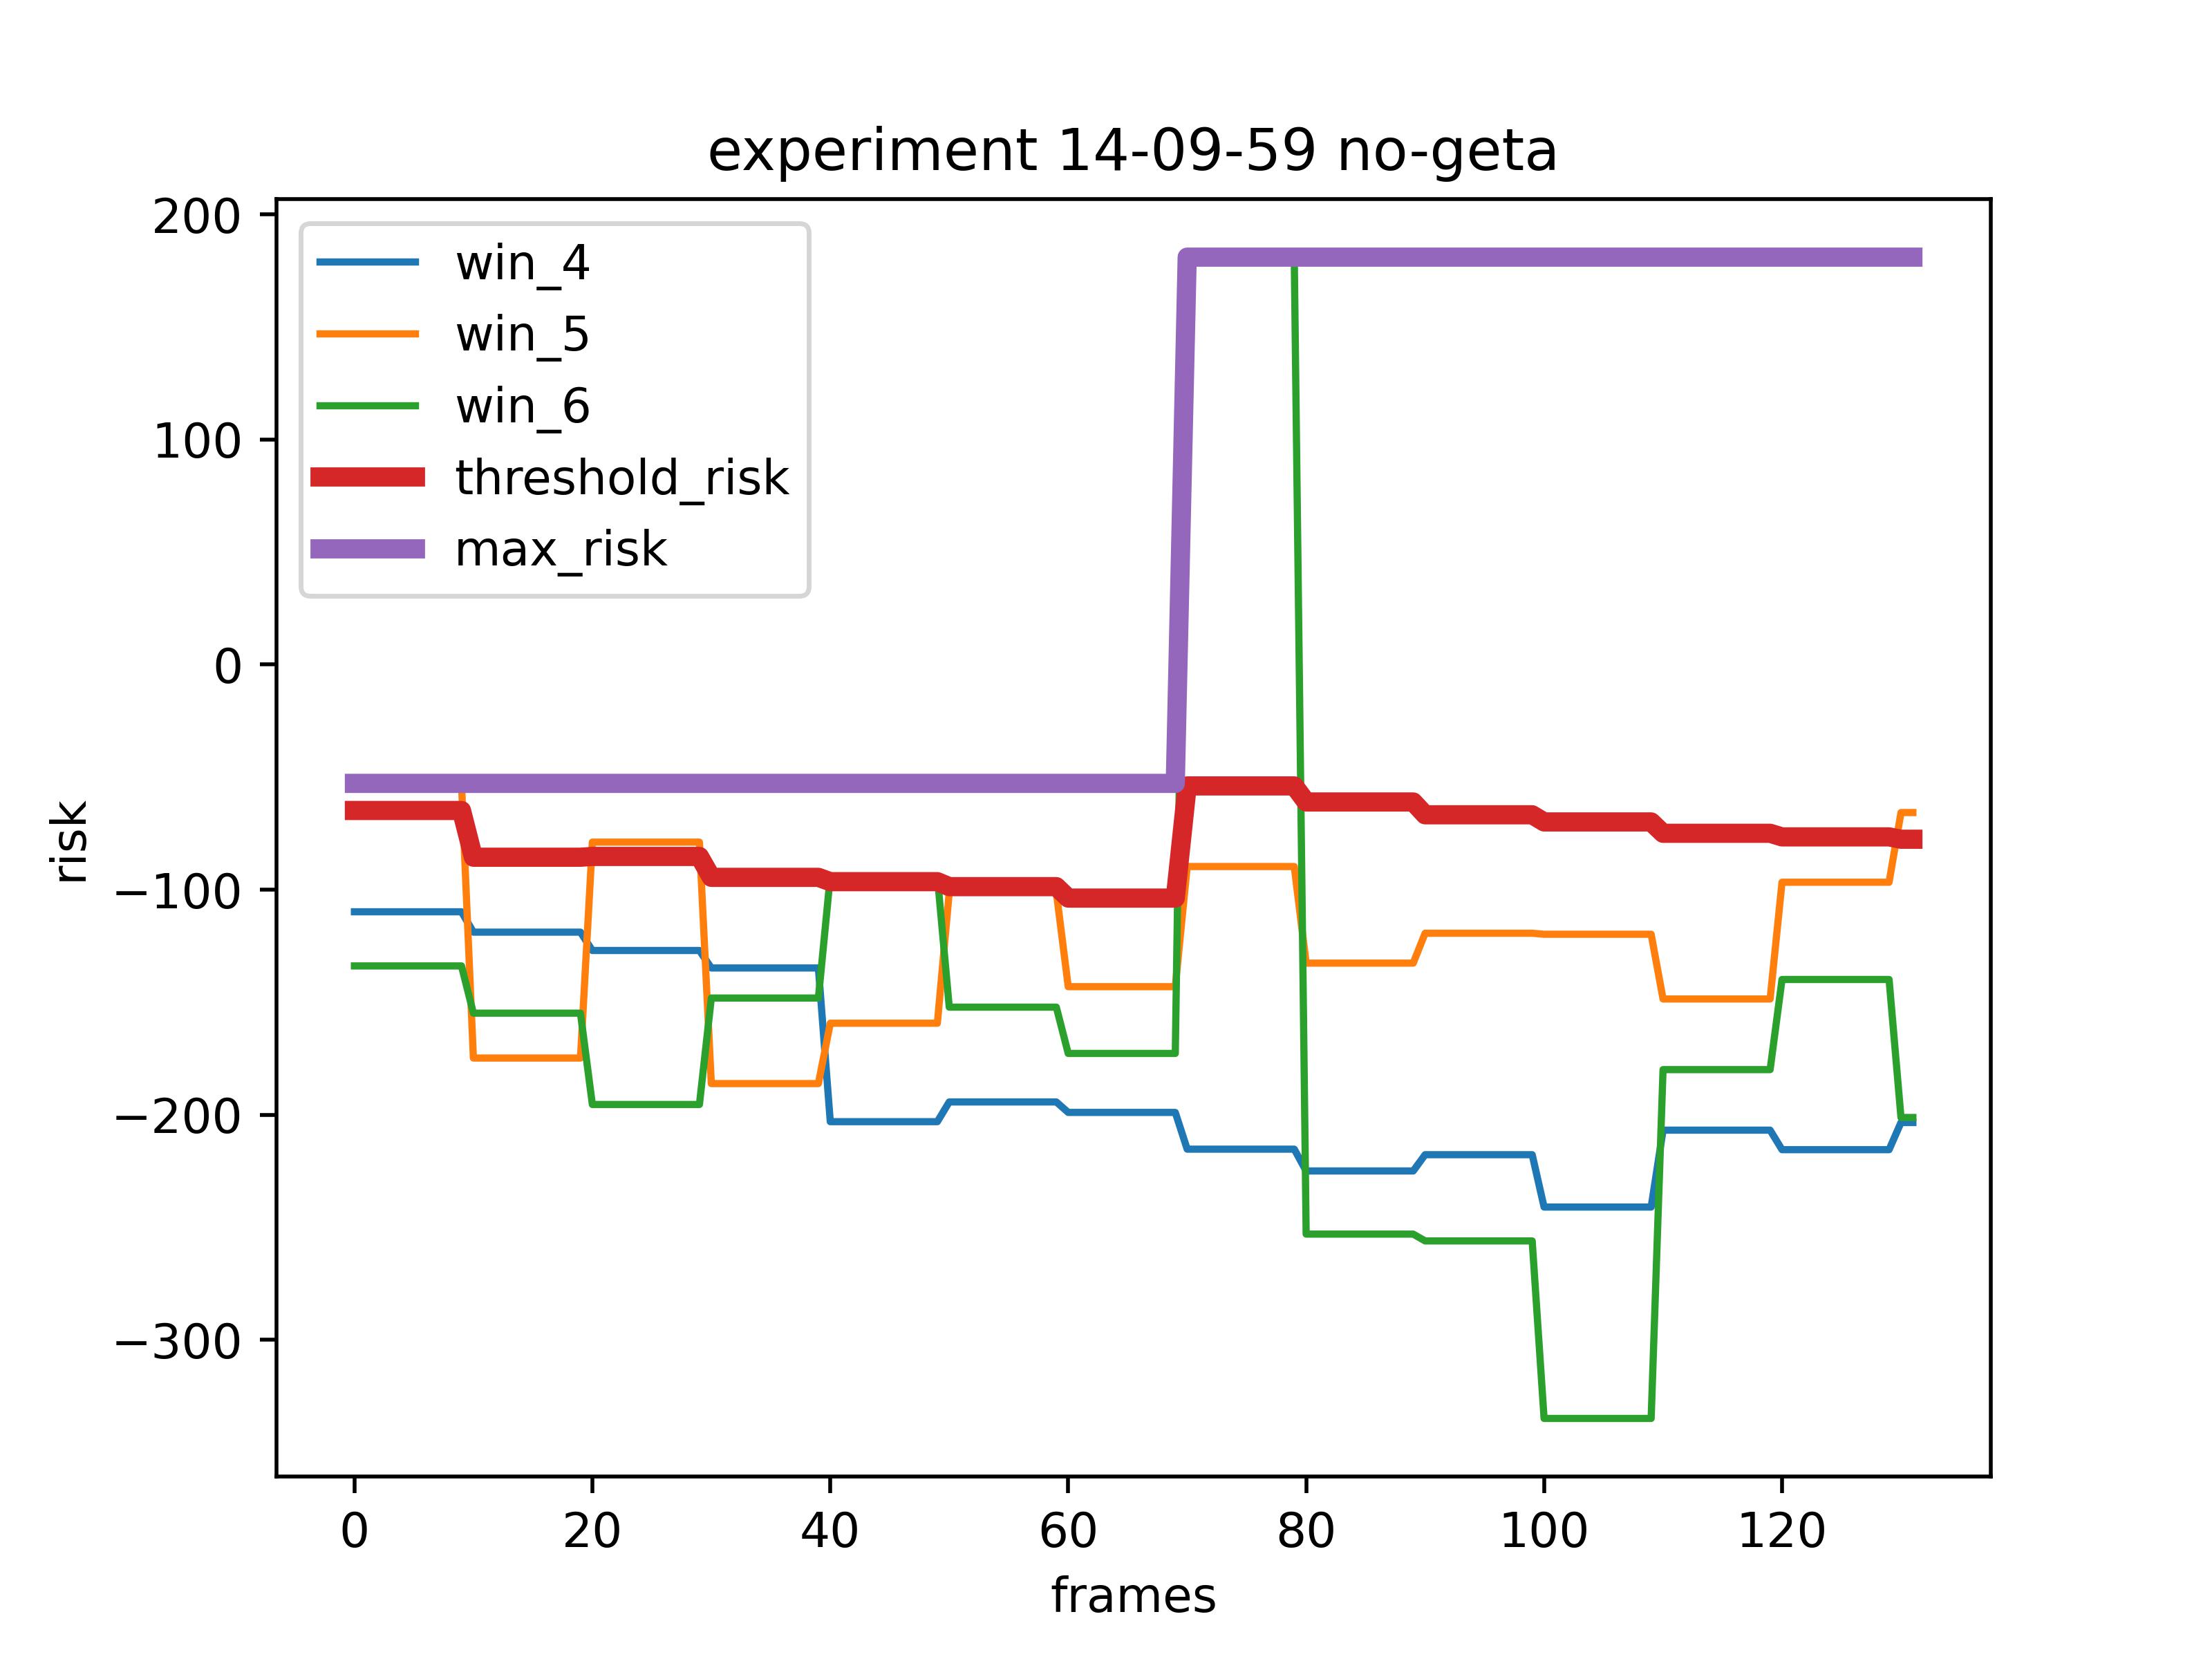 experiment 14-09-59 no-geta
win_4
win_5
win_6
threshold_risk
max_risk
risk
200
100
0
−100
−200
−300
0 20 40 60 80 100 120
frames